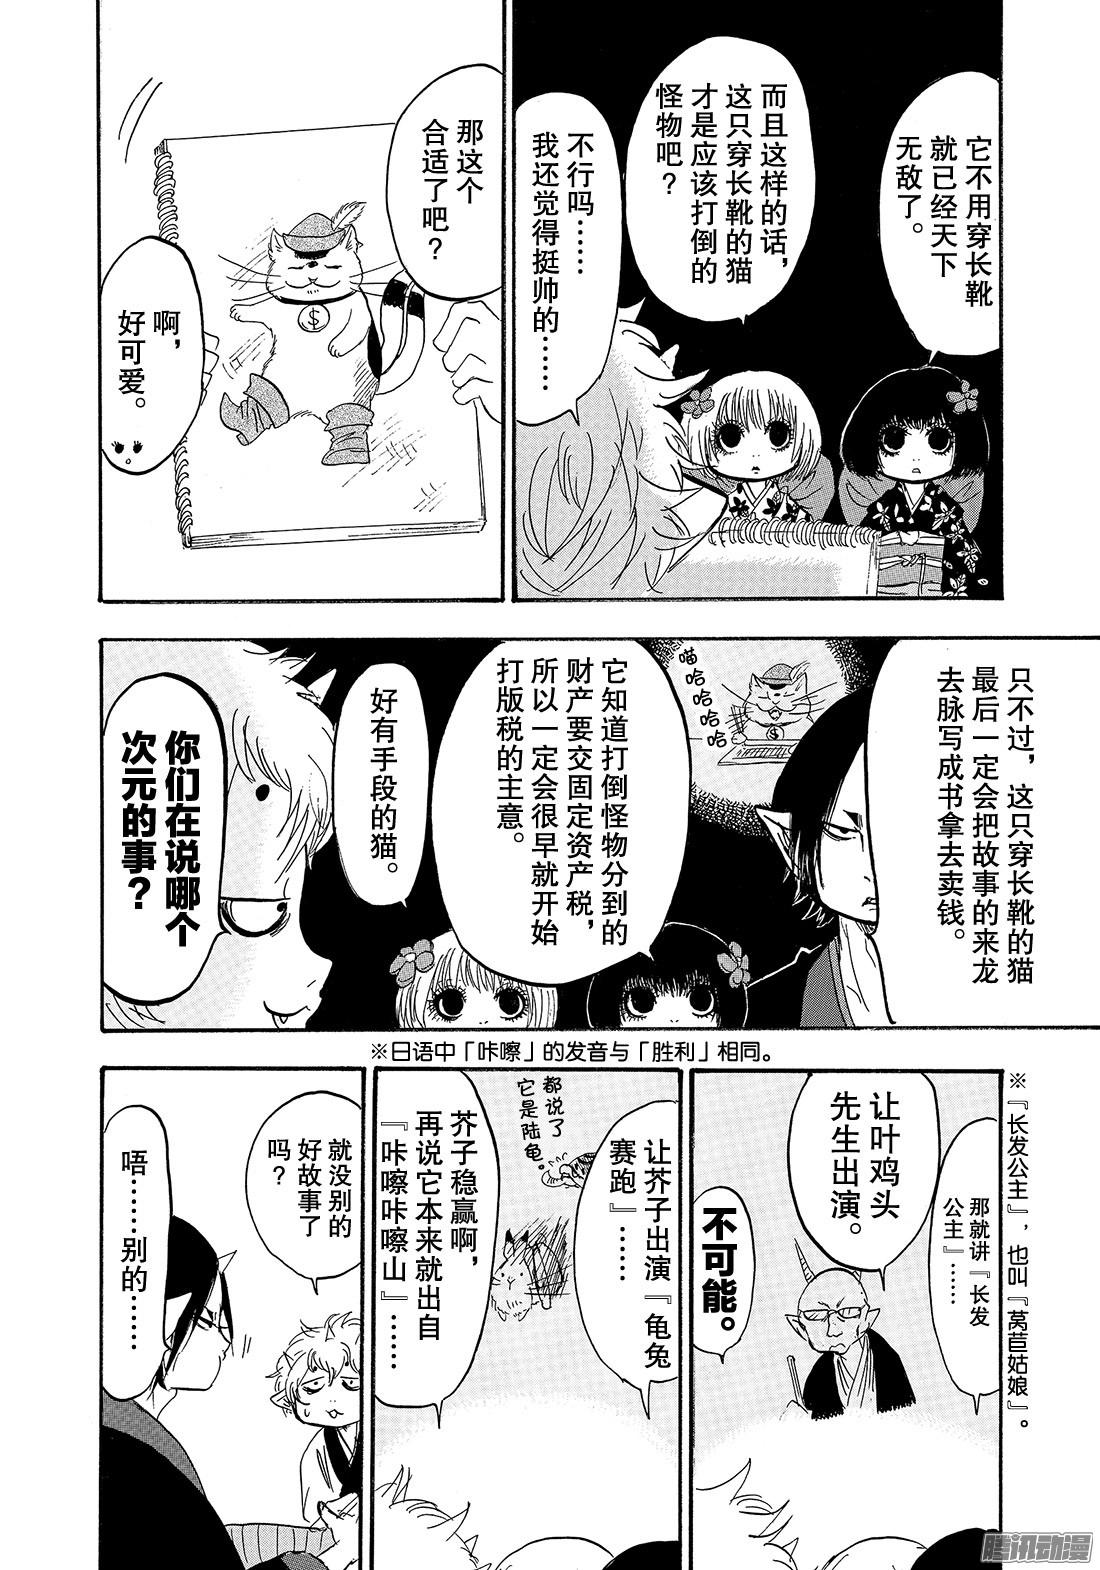 它不用穿长靴
就已经天下
无敌了。
而且这样的话，
这只穿长靴的猫
才是应该打倒的
怪物吧？
不行吗……
我还觉得挺帅的……
那这个
合适了吧？
$
啊，
好可爱。
只不过，这只穿长靴的猫
最后一定会把故事的来龙
去脉写成书拿去卖钱。
喵哈哈哈哈
$
它知道打倒怪物分到的
财产要交固定资产税，
所以一定会很早就开始
打版税的主意。
好有手段的猫。
你们在说哪个
次元的事？
※日语中「咔嚓」的发音与「胜利」相同。
※『长发公主』，也叫『莴苣姑娘』。
那就讲『长发
公主』……
让叶鸡头
先生出演。
不可能。
让芥子出演『龟兔
赛跑』……
都说了
它是陆龟。
芥子稳赢啊，
再说它本来就出自
『咔嚓咔嚓山』……
就没别的
好故事了
吗？
唔……别的……
腾讯动漫